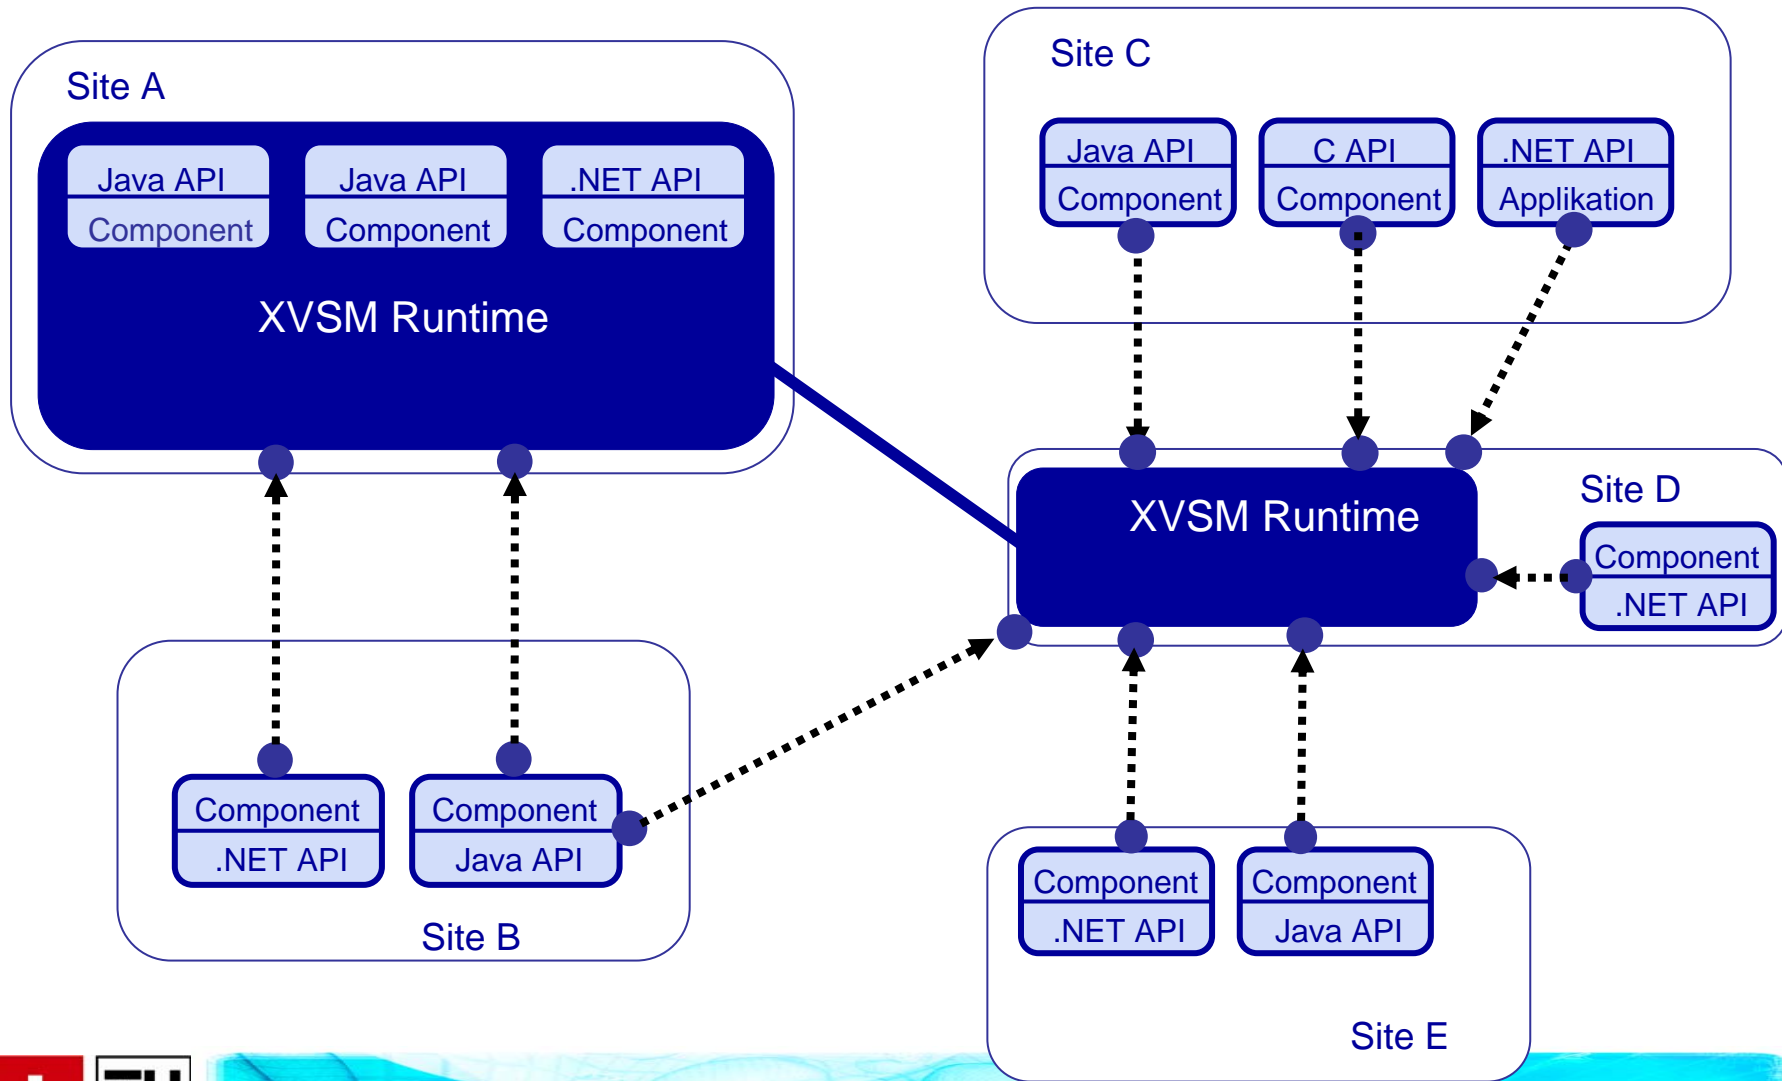 Site A
Java API
Component
Java API
Component
.NET API
Component
XVSM Runtime
Site C
Java API
Component
C API
Component
.NET API
Applikation
XVSM Runtime
Site D
Component
.NET API
Component
.NET API
Component
Java API
Site B
Component
.NET API
Component
Java API
Site E